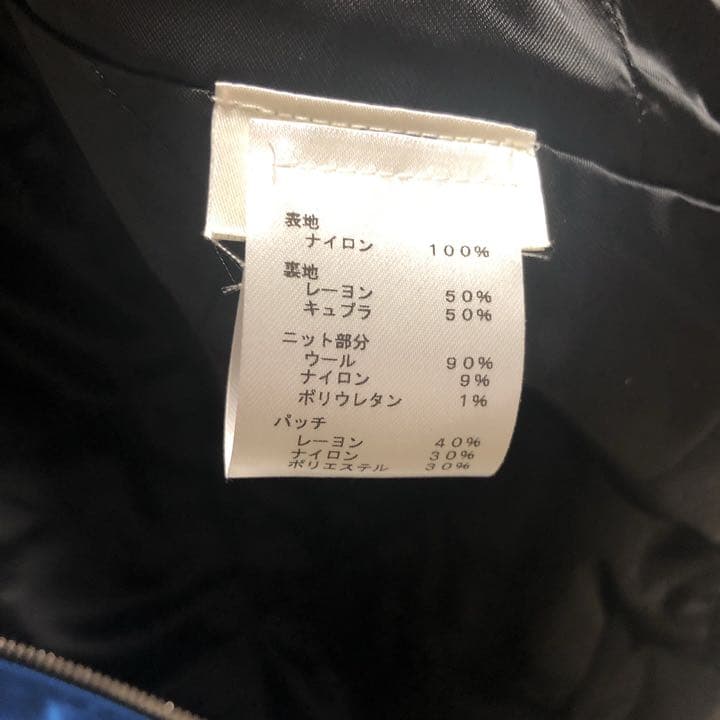 表地
ナイロン 100%
裏地
レーヨン 50%
キュプラ 50%
ニット部分
ウール 90%
ナイロン 9%
ポリウレタン 1%
パッチ
レーヨン 40%
ナイロン 30%
ポリエステル 30%